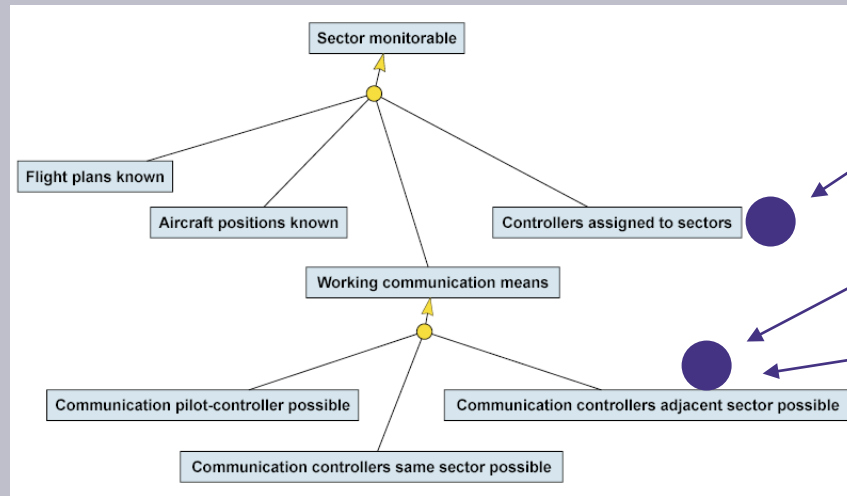 Sector monitorable
Flight plans known
Aircraft positions known
Controllers assigned to sectors
Working communication means
Communication pilot-controller possible
Communication controllers adjacent sector possible
Communication controllers same sector possible